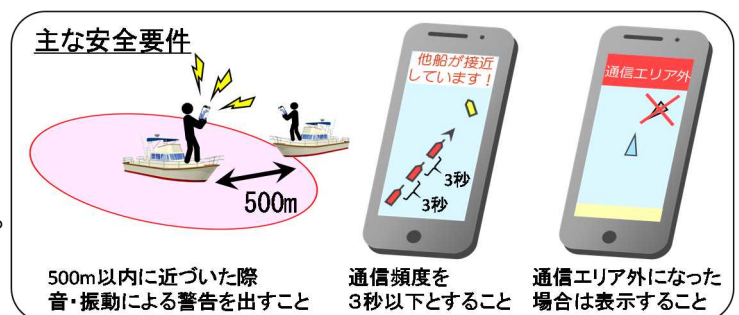 主な安全要件
500m
500m以内に近づいた際
音・振動による警告を出すこと
他船が接近
しています!
3秒
3秒
通信頻度を
3秒以下とすること
通信エリア外
通信エリア外になった
場合は表示すること
。